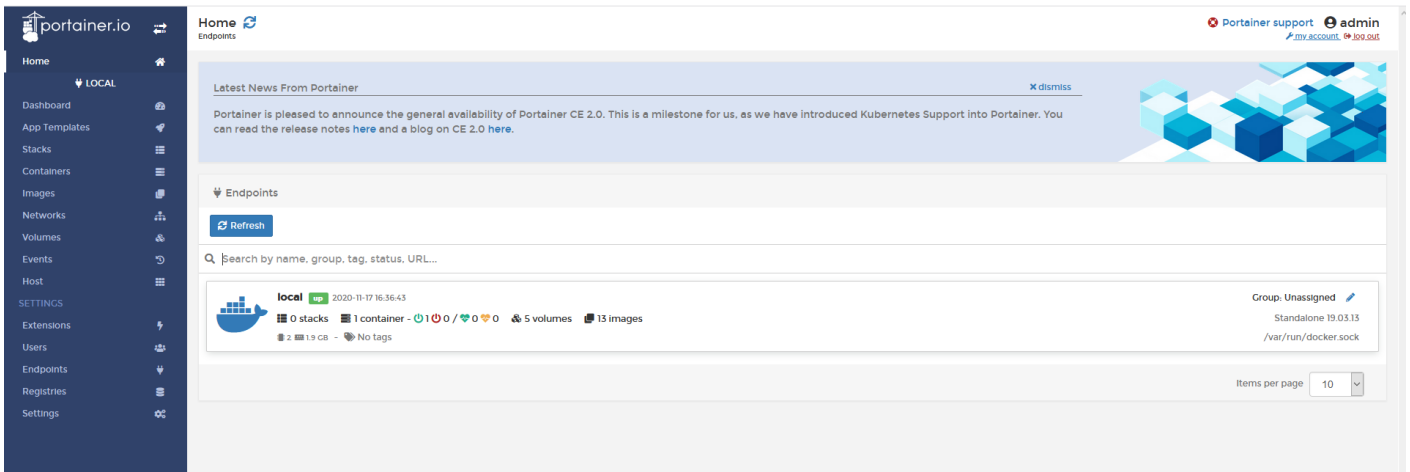 portainer.io
Home
LOCAL
Dashboard
App Templates
Stacks
Containers
Images
Networks
Volumes
Events
Host
SETTINGS
Extensions
Users
Endpoints
Registries
Settings
Home
Endpoints
Portainer support admin
my account log out
Latest News From Portainer
x dismiss
Portainer is pleased to announce the general availability of Portainer CE 2.0. This is a milestone for us, as we have introduced Kubernetes Support into Portainer. You
can read the release notes here and a blog on CE 2.0 here.
Endpoints
Refresh
Search by name, group, tag, status, URL...
local up 2020-11-17 16:36:43
Group: Unassigned
0 stacks 1 container - 1 0 / 0 0 5 volumes 13 images
Standalone 19.03.13
2 1.9 GB - No tags
/var/run/docker.sock
Items per page 10